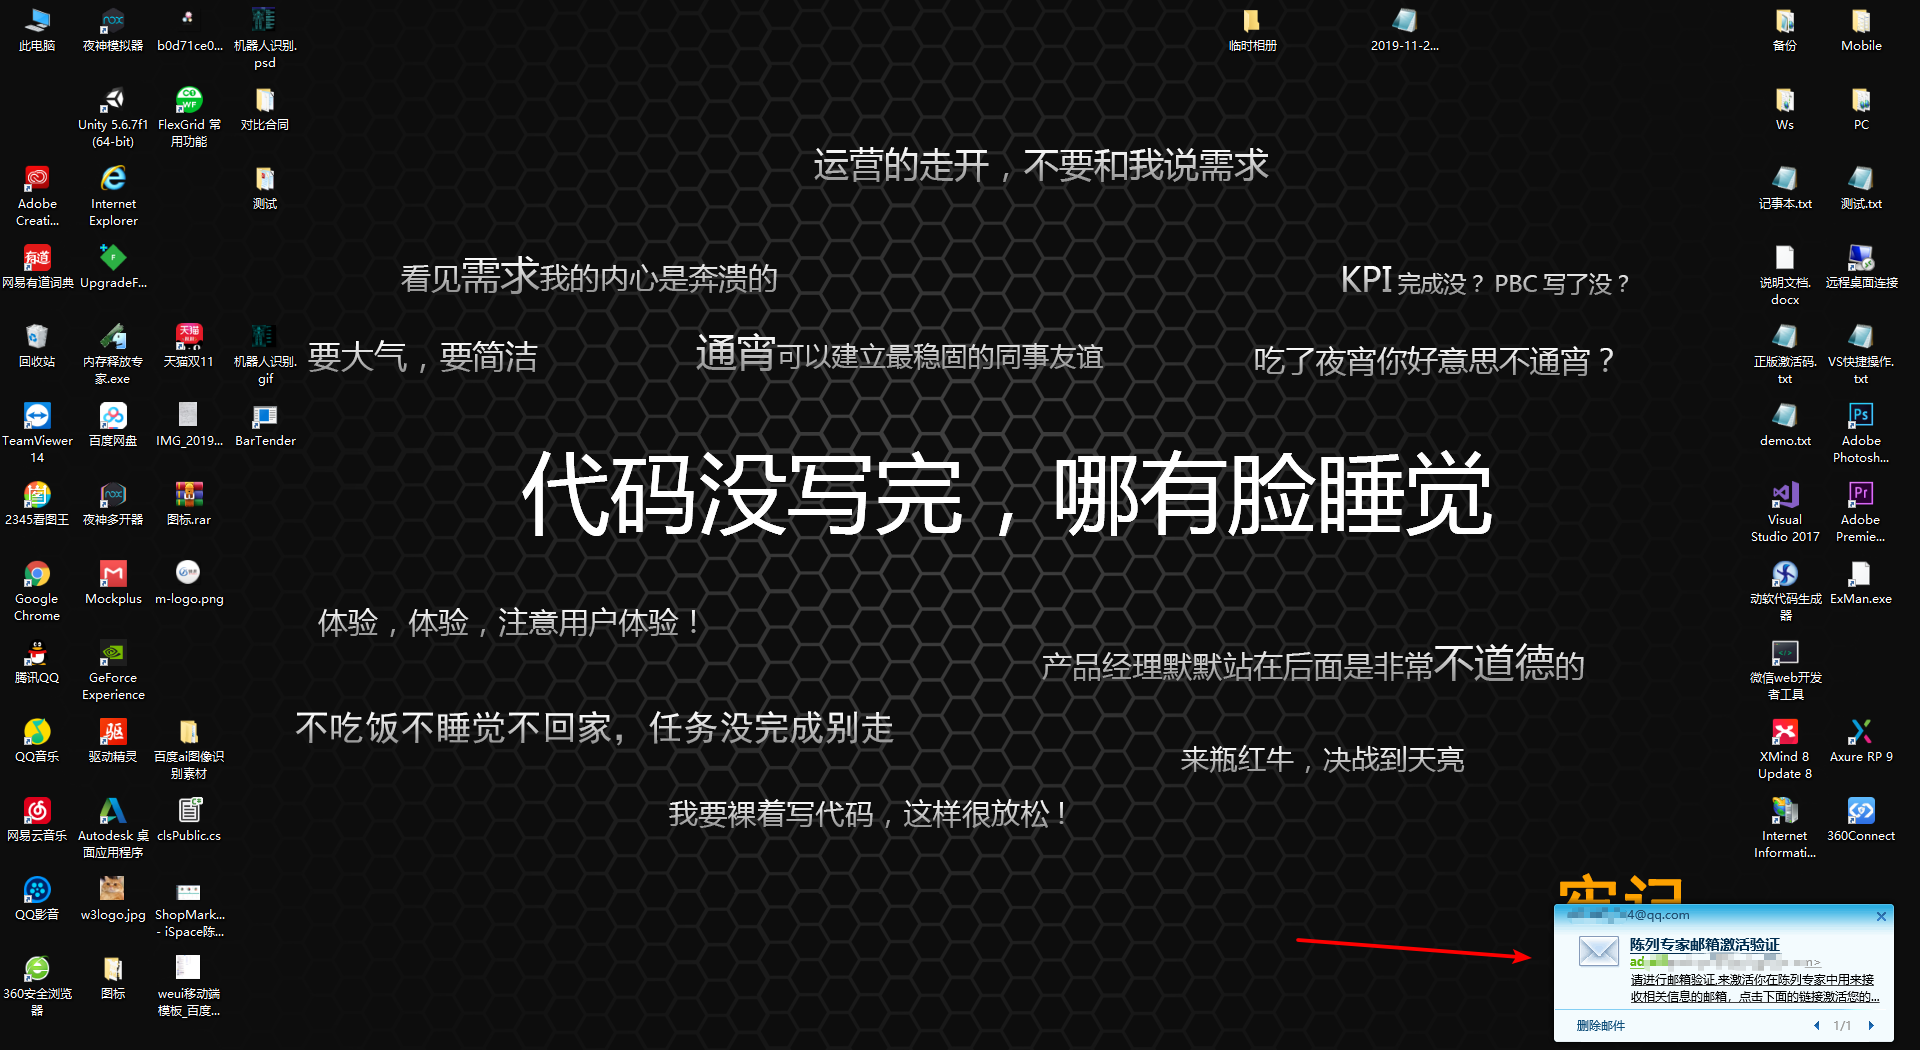 此电脑
夜神模拟器
b0d71ce0...
机器人识别.
psd
Unity 5.6.7f1
(64-bit)
FlexGrid 常
用功能
对比合同
Adobe
Creati...
Internet
Explorer
测试
网易有道词典
UpgradeF...
回收站
内存释放专
家.exe
天猫双11
机器人识别.
gif
TeamViewer
14
百度网盘
IMG_2019...
BarTender
2345看图王
夜神多开器
图标.rar
Google
Chrome
Mockplus
m-logo.png
腾讯QQ
GeForce
Experience
QQ音乐
驱动精灵
百度ai图像识
别素材
网易云音乐
Autodesk 桌
面应用程序
clsPublic.cs
QQ影音
w3logo.jpg
ShopMark...
- iSpace陈...
360安全浏览
器
图标
weui移动端
模板_百度...
临时相册
2019-11-2...
运营的走开，不要和我说需求
看见需求我的内心是奔溃的
KPI 完成没？ PBC 写了没？
要大气，要简洁
通宵可以建立最稳固的同事友谊
吃了夜宵你好意思不通宵？
代码没写完，哪有脸睡觉
体验，体验，注意用户体验！
产品经理默默站在后面是非常不道德的
不吃饭不睡觉不回家，任务没完成别走
来瓶红牛，决战到天亮
我要裸着写代码，这样很放松！
备份
Mobile
Ws
PC
记事本.txt
测试.txt
说明文档.
docx
远程桌面连接
正版激活码.
txt
VS快捷操作.
txt
demo.txt
Adobe
Photosh...
Visual
Studio 2017
Adobe
Premie...
动软代码生成
器
ExMan.exe
微信web开发
者工具
XMind 8
Update 8
Axure RP 9
Internet
Informati...
360Connect
牢记
4@qq.com
陈列专家邮箱激活验证
ad
请进行邮箱验证,来激活你在陈列专家中用来接
收相关信息的邮箱，点击下面的链接激活您的...
删除邮件
1/1